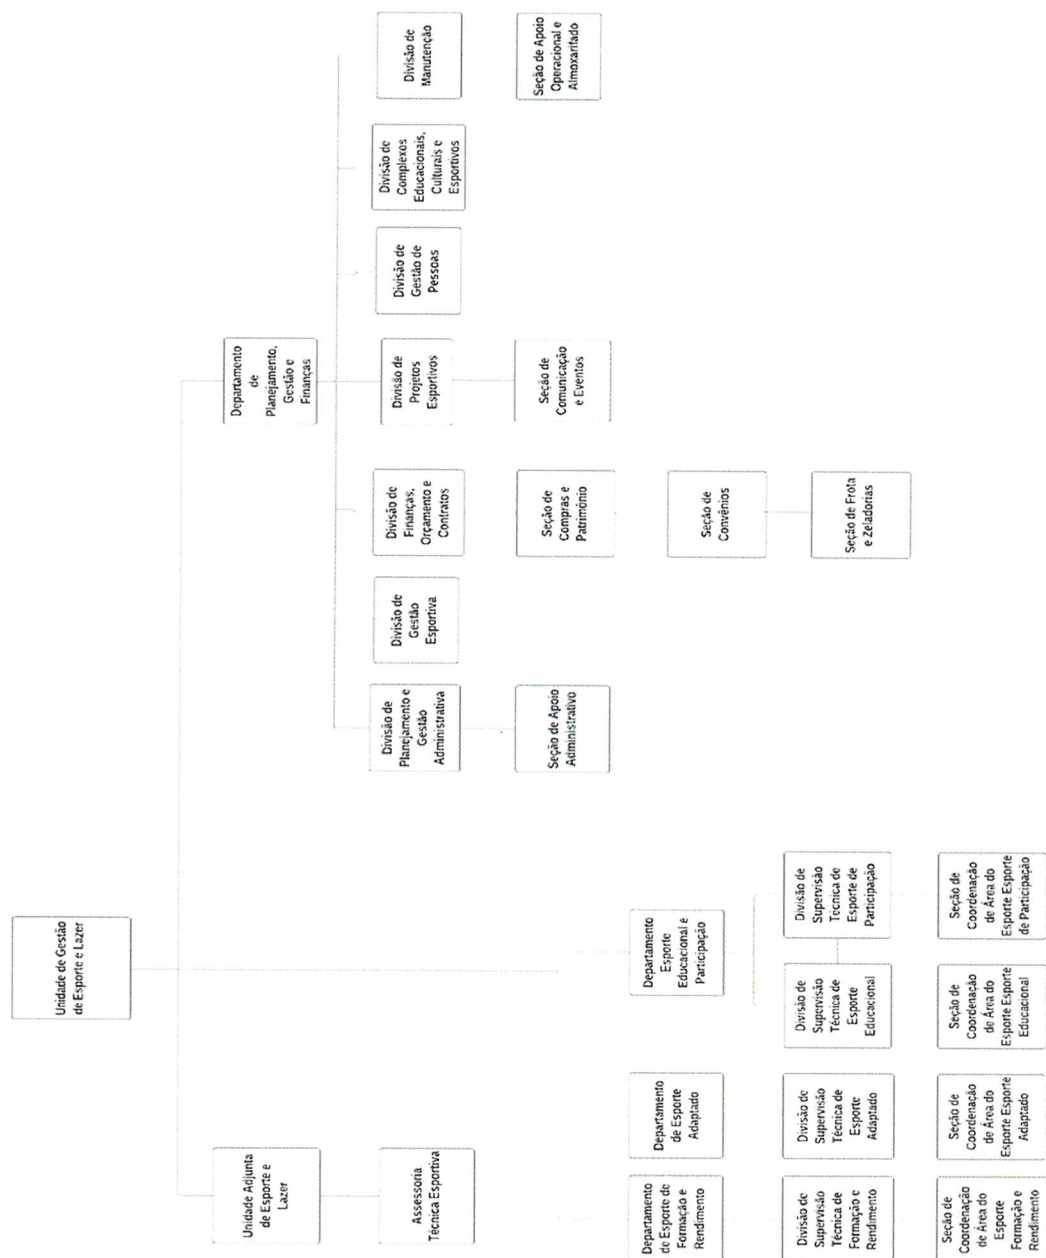 Unidade de Gestão
de Esporte e Lazer
Unidade Adjunta
de Esporte e
Lazer
Assessoria
Técnica Esportiva
Departamento
de
Planejamento,
Gestão e
Finanças
Divisão de
Planejamento e
Gestão
Administrativa
Divisão de
Gestão
Esportiva
Divisão de
Finanças,
Orçamento e
Contratos
Divisão de
Projetos
Esportivos
Divisão de
Gestão de
Pessoas
Divisão de
Complexos
Educacionais,
Culturais e
Esportivos
Divisão de
Manutenção
Seção de Apoio
Administrativo
Seção de
Compras e
Patrimônio
Seção de
Comunicação
e Eventos
Seção de Apoio
Operacional e
Almoxarifado
Seção de
Convênios
Seção de Frota
e Zeladorias
Departamento
de Esporte de
Formação e
Rendimento
Departamento
de Esporte
Adaptado
Departamento
Esporte
Educacional e
Participação
Divisão de
Supervisão
Técnica de
Formação e
Rendimento
Divisão de
Supervisão
Técnica de
Esporte
Adaptado
Divisão de
Supervisão
Técnica de
Esporte
Educacional
Divisão de
Supervisão
Técnica de
Esporte de
Participação
Seção de
Coordenação
de Área do
Esporte
Formação e
Rendimento
Seção de
Coordenação
de Área do
Esporte Esporte
Adaptado
Seção de
Coordenação
de Área do
Esporte Esporte
Educacional
Seção de
Coordenação
de Área do
Esporte Esporte
de Participação